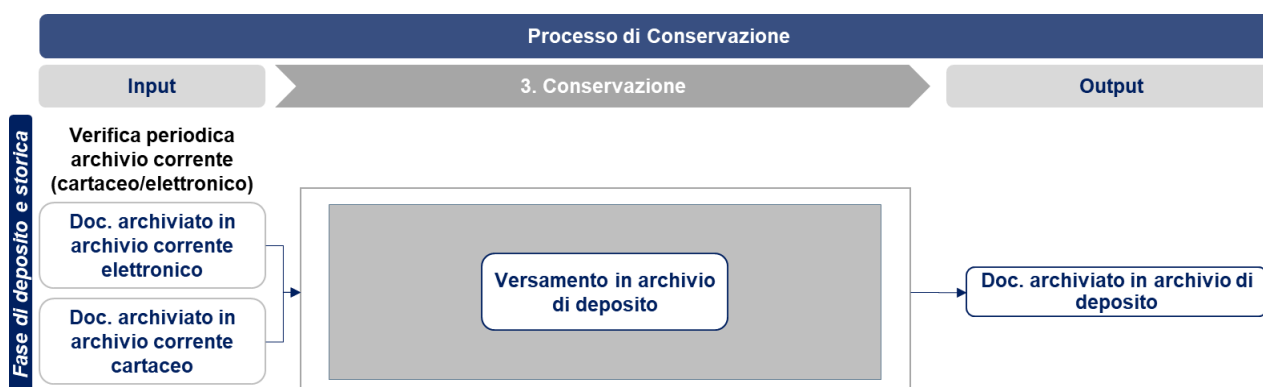 Processo di Conservazione
Input
3. Conservazione
Output
Fase di deposito e storica
Verifica periodica
archivio corrente
(cartaceo/elettronico)
Doc. archiviato in
archivio corrente
elettronico
Doc. archiviato in
archivio corrente
cartaceo
Versamento in archivio
di deposito
Doc. archiviato in archivio di
deposito